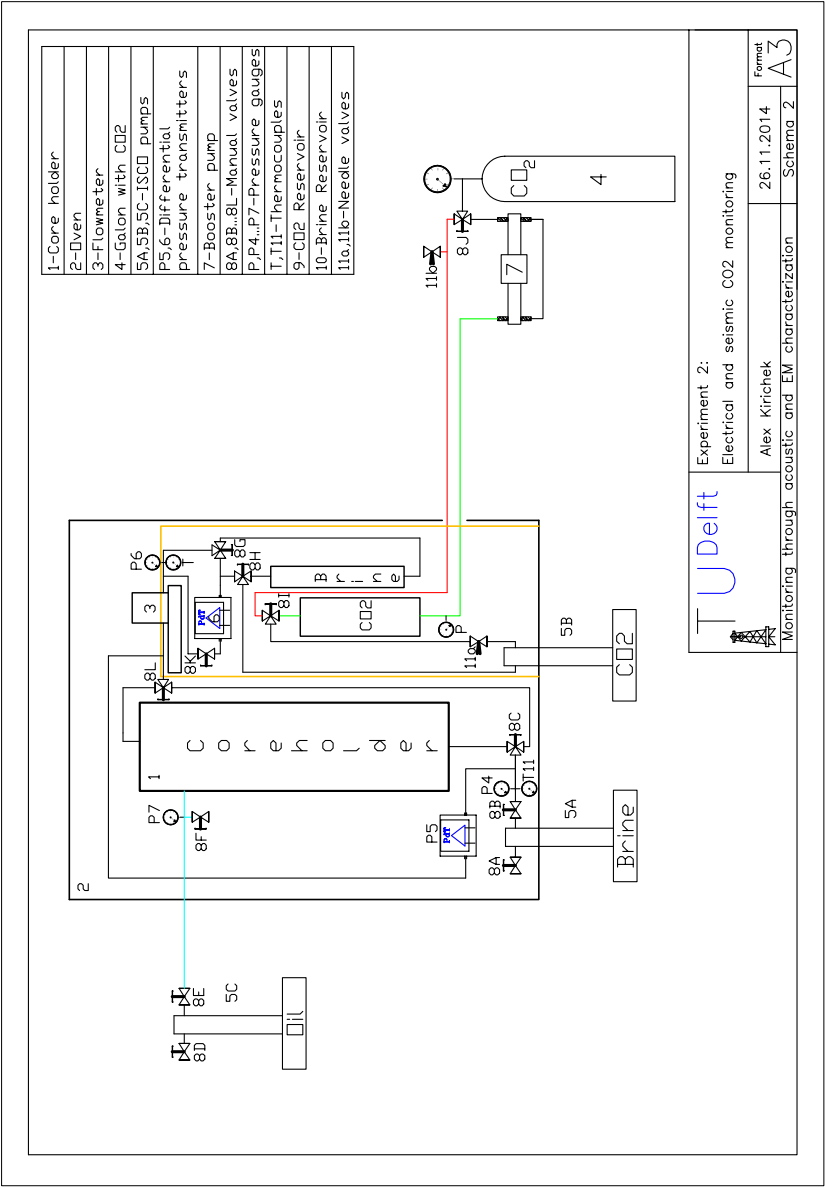 1-Core holder
2-Oven
3-Flowmeter
4-Galon with CO2
5A,5B,5C-ISCO pumps
P5,6-Differential
pressure transmitters
7-Booster pump
8A,8B...8L-Manual valves
P,P4...P7-Pressure gauges
T,T11-Thermocouples
9-CO2 Reservoir
10-Brine Reservoir
11a,11b-Needle valves
2
1
Coreholder
P7
8F
P5
PdT
8A
8B
P4
T11
8C
5A
Brine
8D
8E
5C
Oil
8L
3
P6
T
8K
PdT
6
8G
8H
Brine
8I
CO2
P
11a
5B
CO2
11b
8J
7
CO2
4
TU Delft
Experiment 2:
Electrical and seismic CO2 monitoring
Alex Kirichek
26.11.2014
Format
A3
Monitoring through acoustic and EM characterization
Schema 2